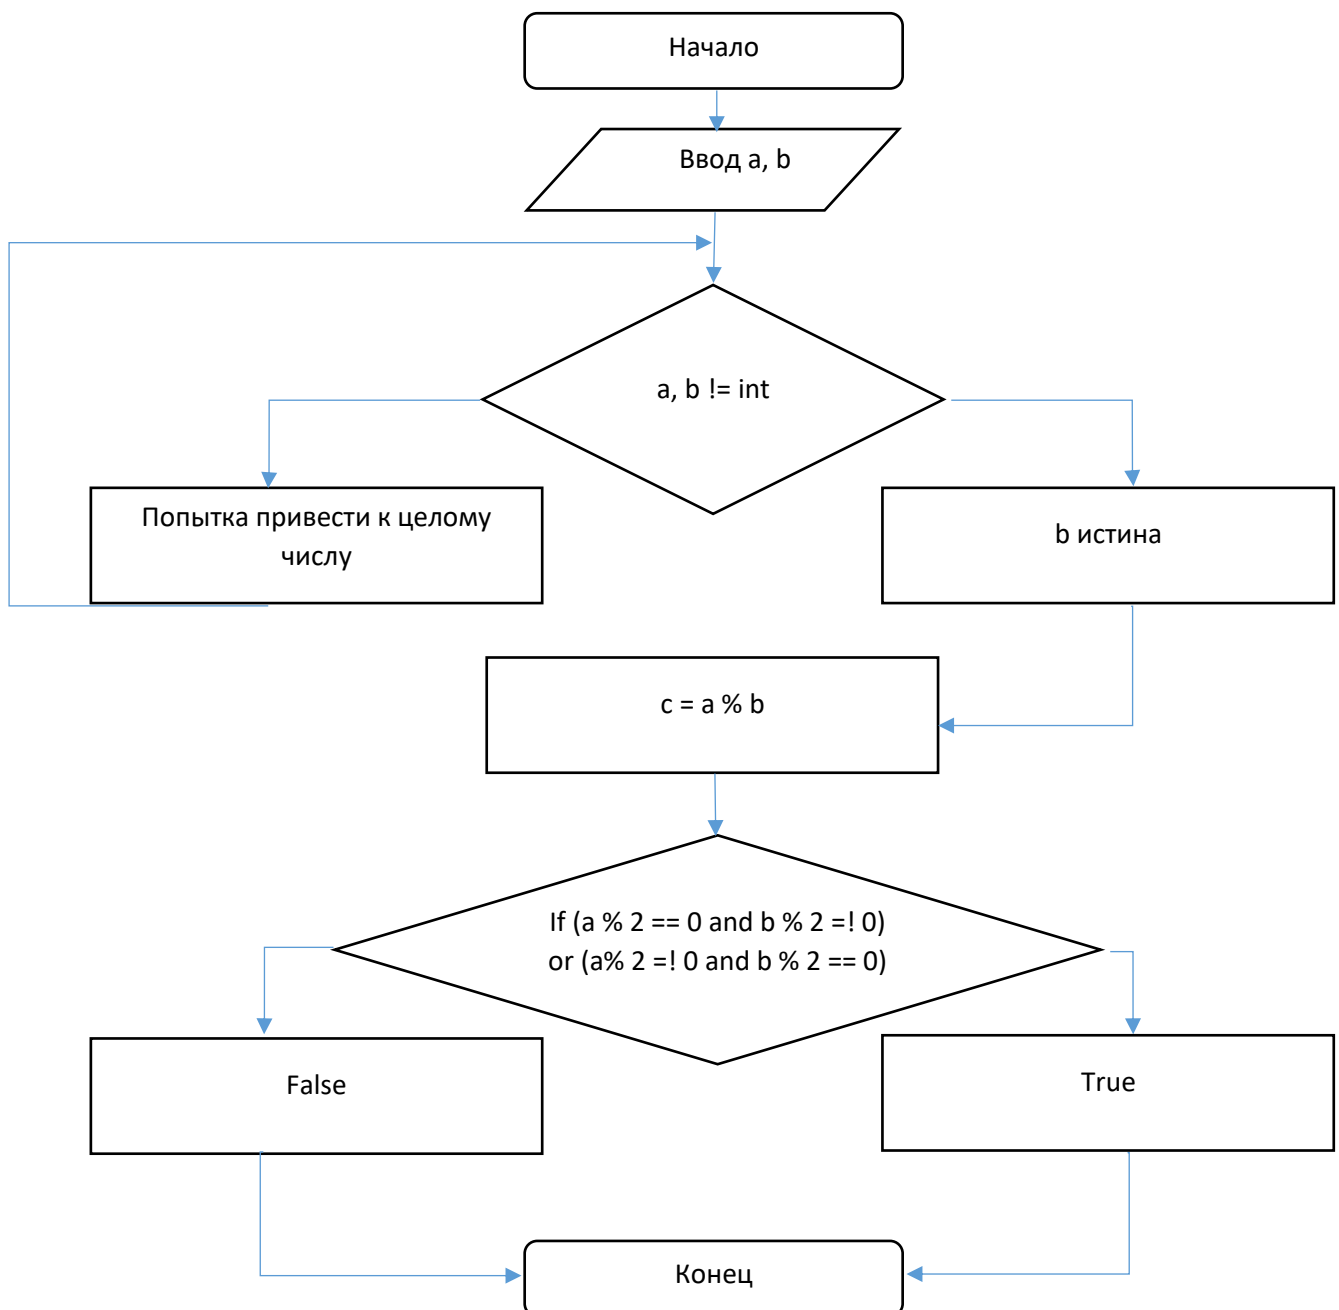 Начало
Ввод a, b
a, b != int
Попытка привести к целому
числу
b истина
c = a % b
If (a % 2 == 0 and b % 2 =! 0)
or (a% 2 =! 0 and b % 2 == 0)
False
True
Конец